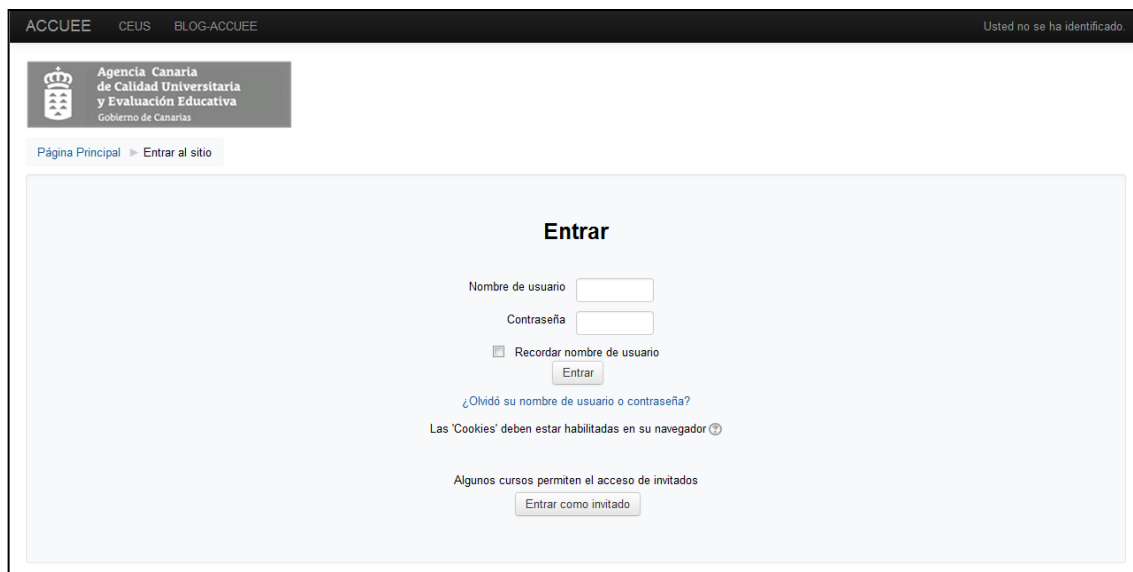 ACCUEE CEUS BLOG-ACCUEE Usted no se ha identificado.
Agencia Canaria
de Calidad Universitaria
y Evaluación Educativa
Gobierno de Canarias
Página Principal ► Entrar al sitio
Entrar
Nombre de usuario
Contraseña
Recordar nombre de usuario
Entrar
¿Olvidó su nombre de usuario o contraseña?
Las 'Cookies' deben estar habilitadas en su navegador ?
Algunos cursos permiten el acceso de invitados
Entrar como invitado